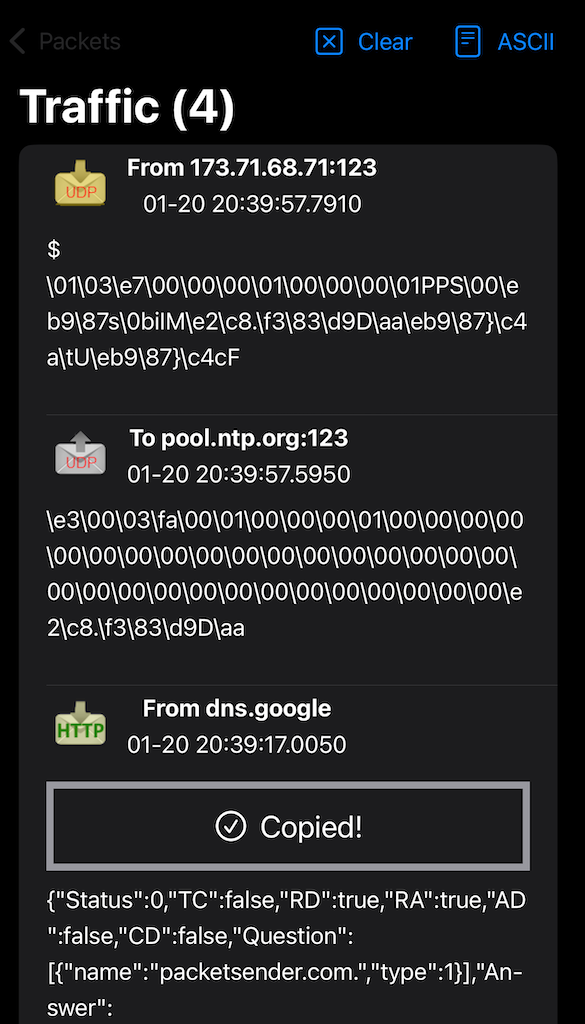 Packets
Clear
ASCII
Traffic (4)
UDP
From 173.71.68.71:123
01-20 20:39:57.7910
$
\01\03\e7\00\00\00\01\00\00\00\01PPS\00\e
b9\87s\0bilM\e2\c8.\f3\83\d9D\aa\eb9\87}\c4
a\tU\eb9\87}\c4cF
UDP
To pool.ntp.org:123
01-20 20:39:57.5950
\e3\00\03\fa\00\01\00\00\00\01\00\00\00\00
\00\00\00\00\00\00\00\00\00\00\00\00\00\
00\00\00\00\00\00\00\00\00\00\00\00\00\e
2\c8.\f3\83\d9D\aa
HTTP
From dns.google
01-20 20:39:17.0050
Copied!
{"Status":0,"TC":false,"RD":true,"RA":true,"AD
":false,"CD":false,"Question":
[{"name":"packetsender.com.","type":1}],"An-
swer":